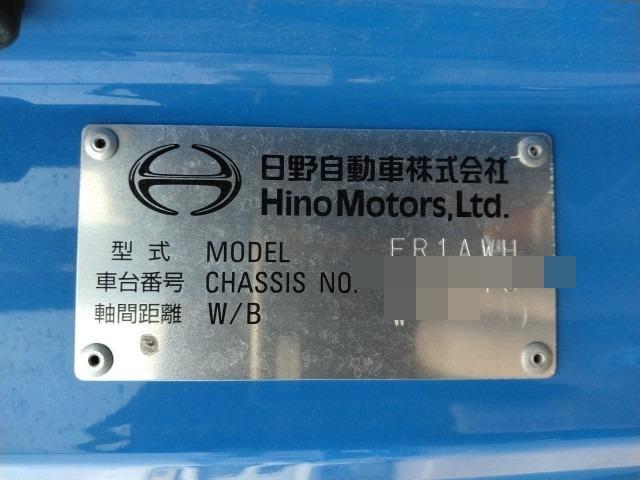 日野自動車株式会社
Hino Motors, Ltd.
型式 MODEL FR1AWH
車台番号 CHASSIS NO.
軸間距離 W/B W